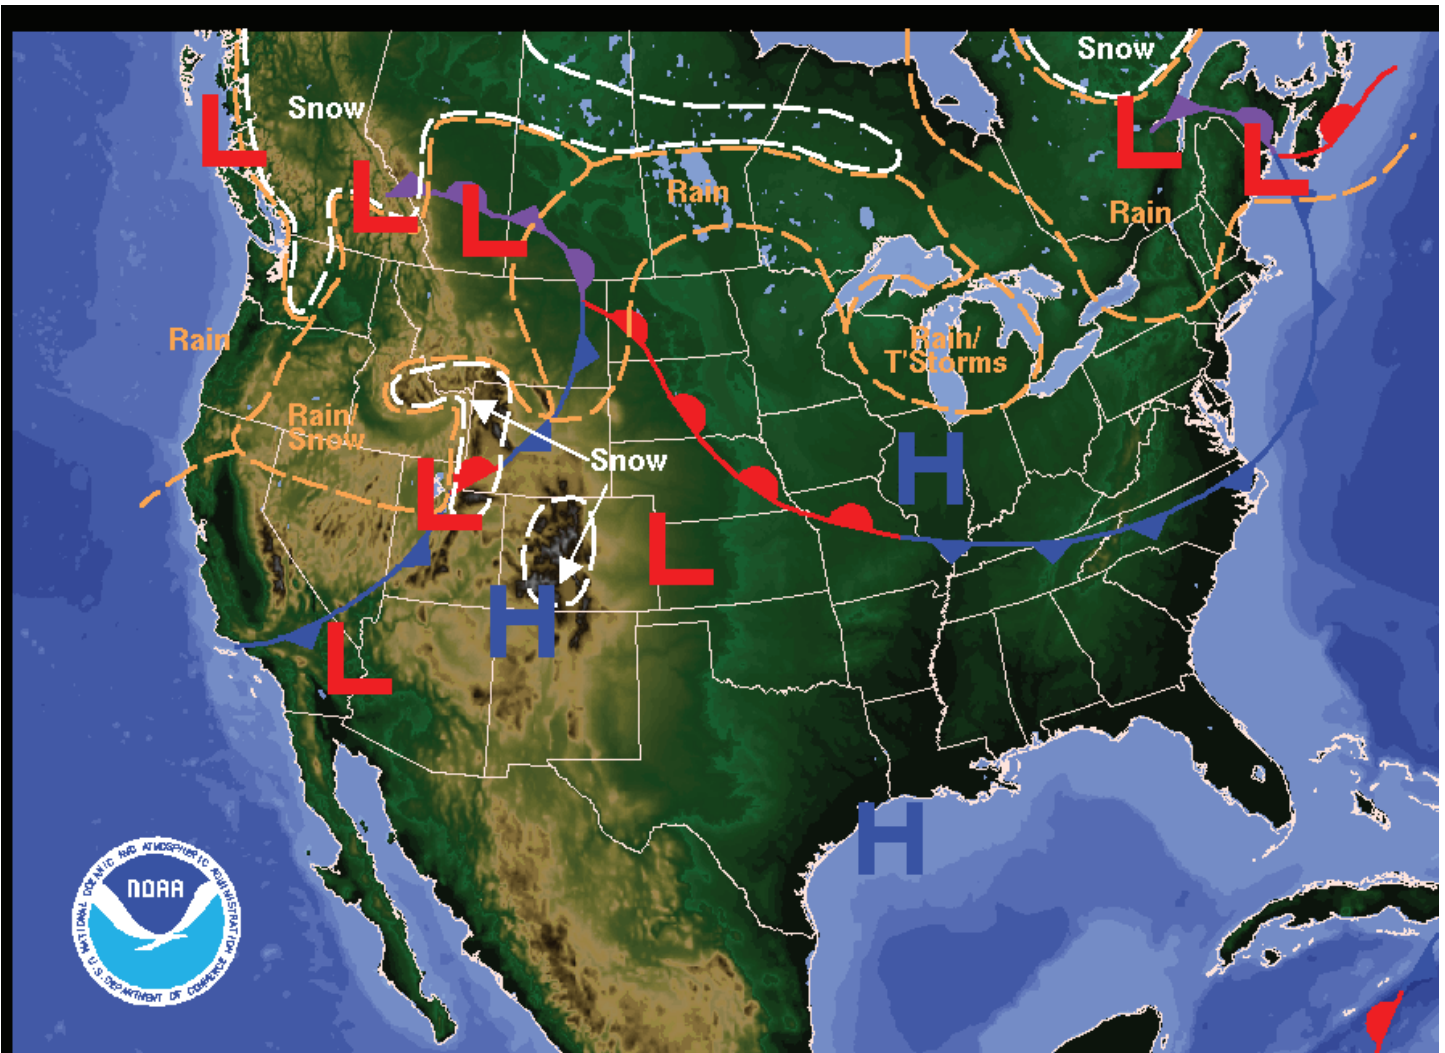 Snow
Snow
L
L
L
L
L
Rain
Rain
Rain
Rain/
T'Storms
Rain/
Snow
Snow
H
L
L
H
L
H
NOAA
NATIONAL OCEANIC AND ATMOSPHERIC ADMINISTRATION
U.S. DEPARTMENT OF COMMERCE